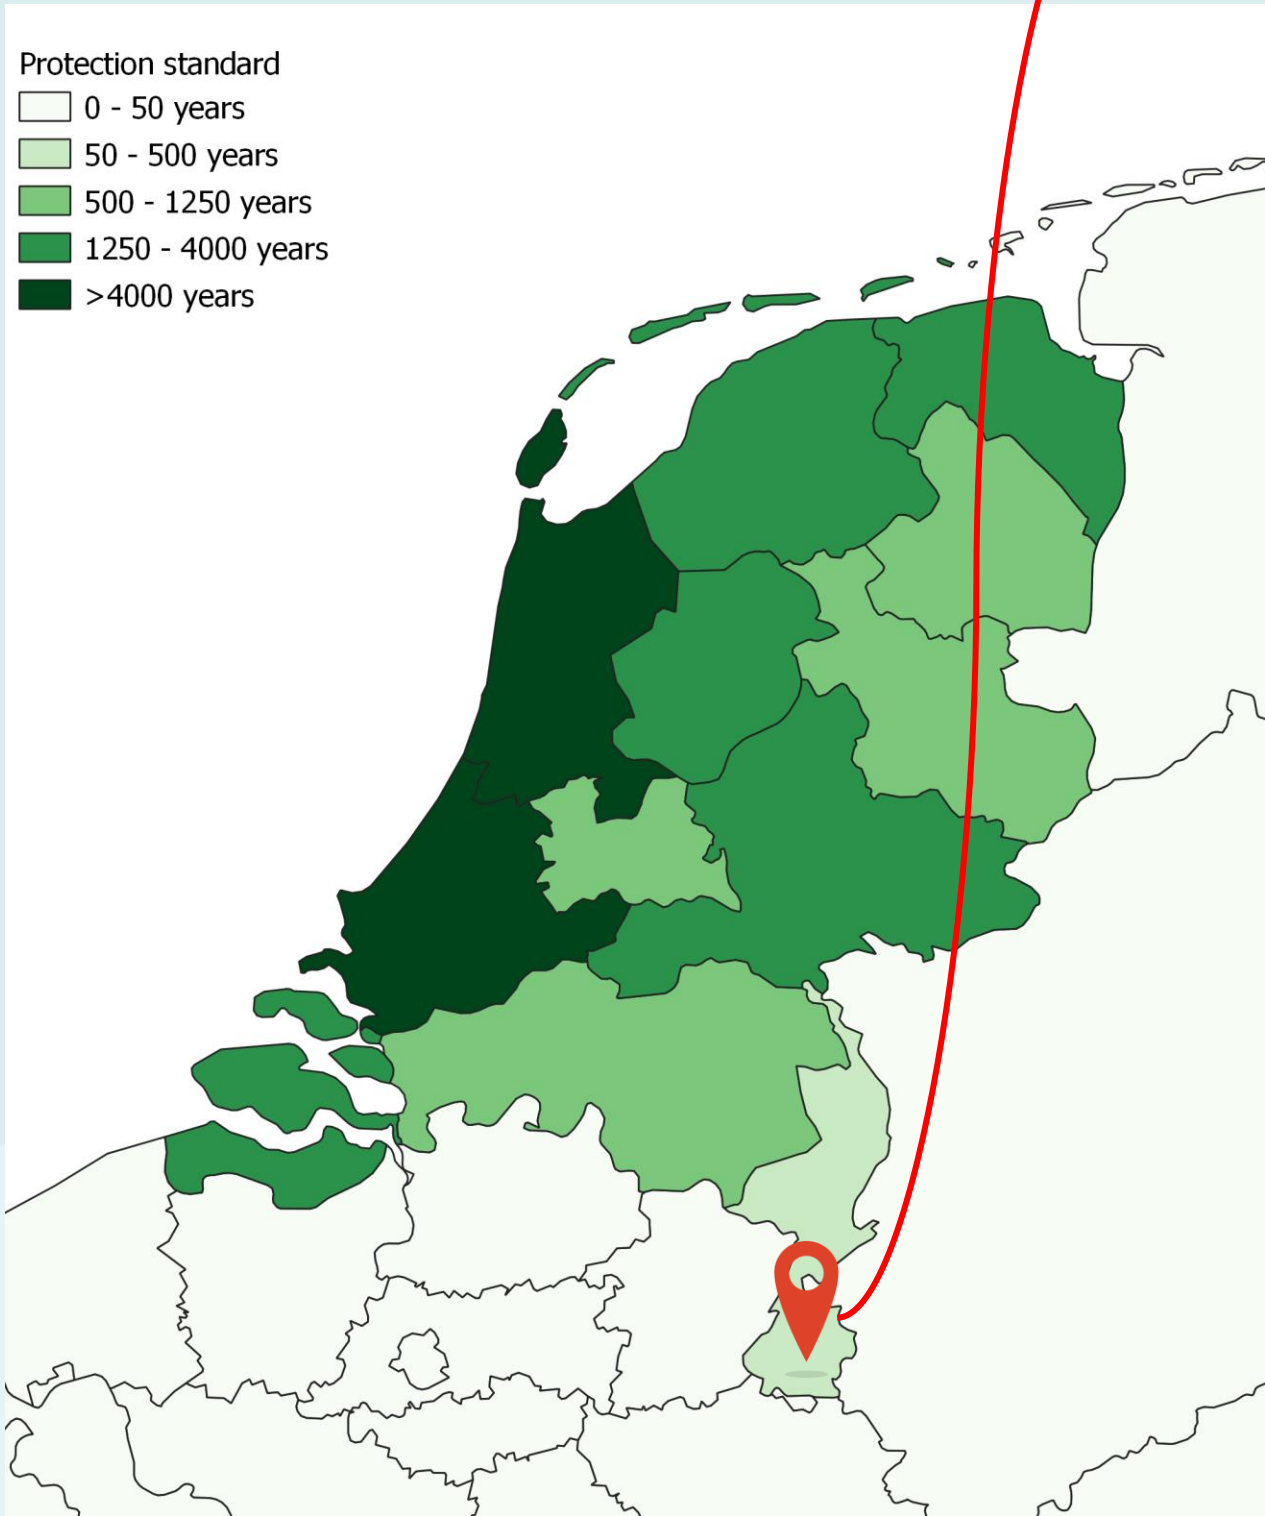 Protection standard
0 - 50 years
50 - 500 years
500 - 1250 years
1250 - 4000 years
>4000 years